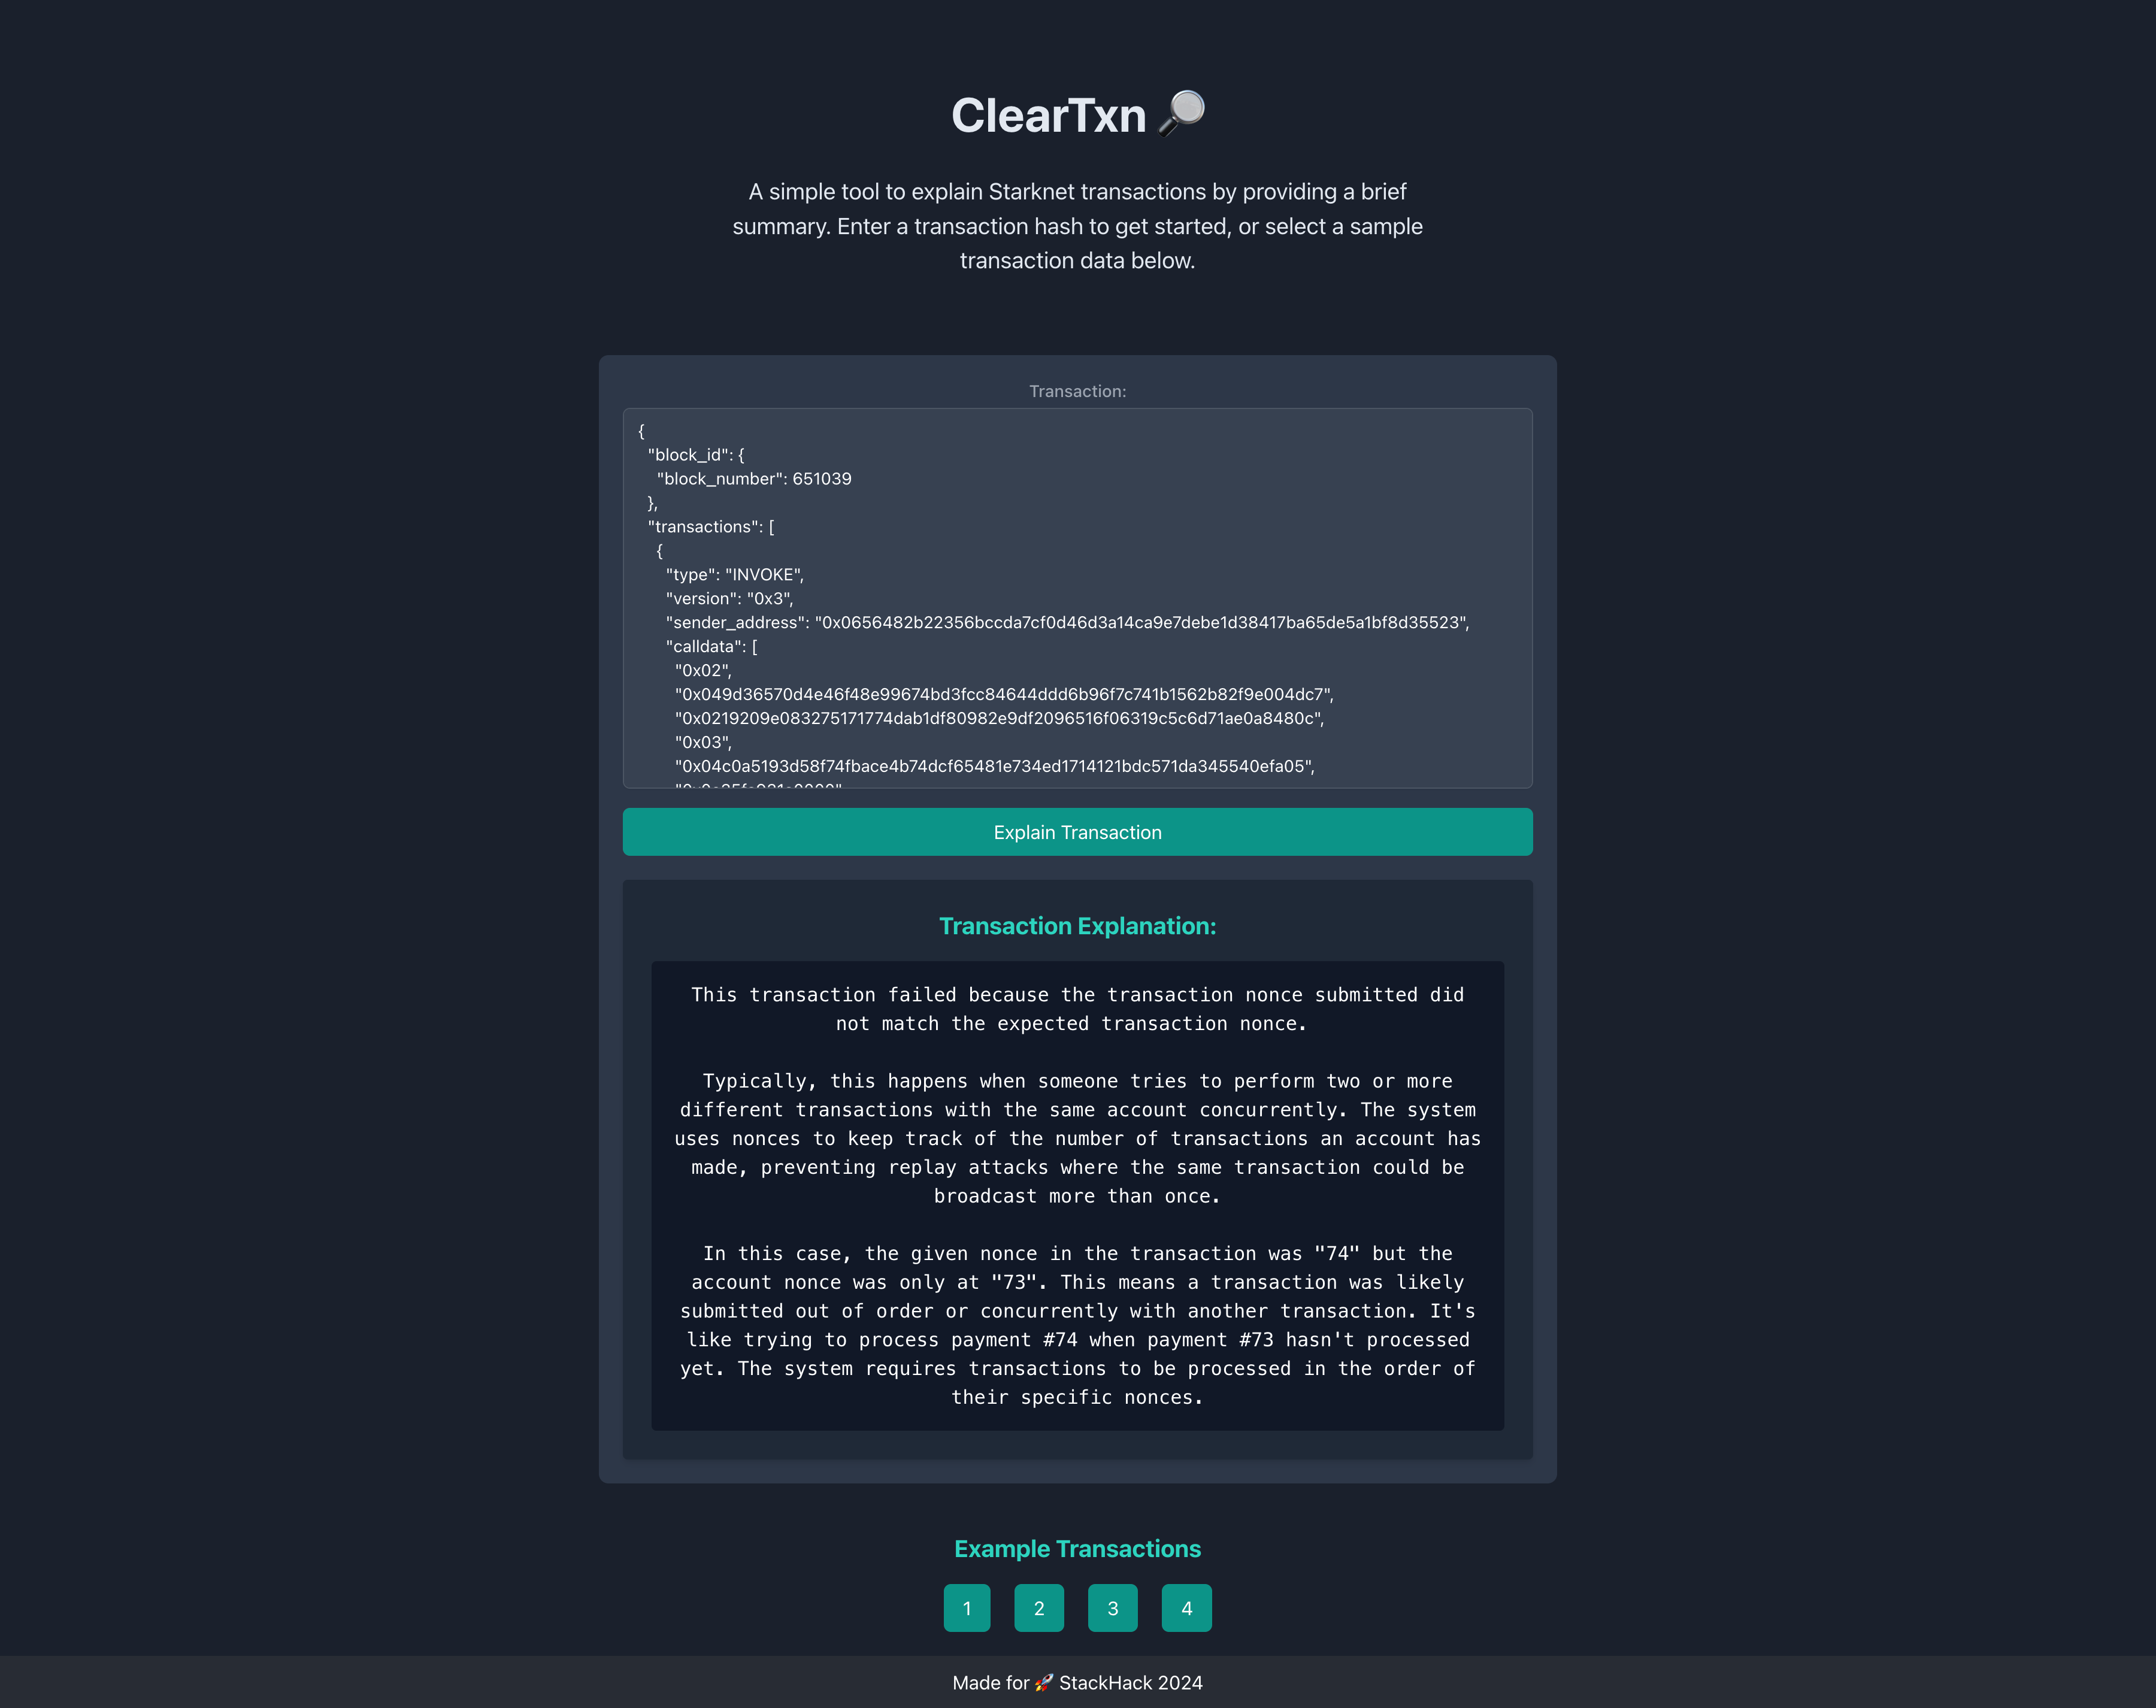 ClearTxn
A simple tool to explain Starknet transactions by providing a brief
summary. Enter a transaction hash to get started, or select a sample
transaction data below.
Transaction:
{
"block_id": {
"block_number": 651039
},
"transactions": [
{
"type": "INVOKE",
"version": "0x3",
"sender_address": "0x0656482b22356bccda7cf0d46d3a14ca9e7debe1d38417ba65de5a1bf8d35523",
"calldata": [
"0x02",
"0x049d36570d4e46f48e99674bd3fcc84644ddd6b96f7c741b1562b82f9e004dc7",
"0x0219209e083275171774dab1df80982e9df2096516f06319c5c6d71ae0a8480c",
"0x03",
"0x04c0a5193d58f74fbace4b74dcf65481e734ed1714121bdc571da345540efa05",
Explain Transaction
Transaction Explanation:
This transaction failed because the transaction nonce submitted did
not match the expected transaction nonce.
Typically, this happens when someone tries to perform two or more
different transactions with the same account concurrently. The system
uses nonces to keep track of the number of transactions an account has
made, preventing replay attacks where the same transaction could be
broadcast more than once.
In this case, the given nonce in the transaction was "74" but the
account nonce was only at "73". This means a transaction was likely
submitted out of order or concurrently with another transaction. It's
like trying to process payment #74 when payment #73 hasn't processed
yet. The system requires transactions to be processed in the order of
their specific nonces.
Example Transactions
1 2 3 4
Made for 🚀 StackHack 2024